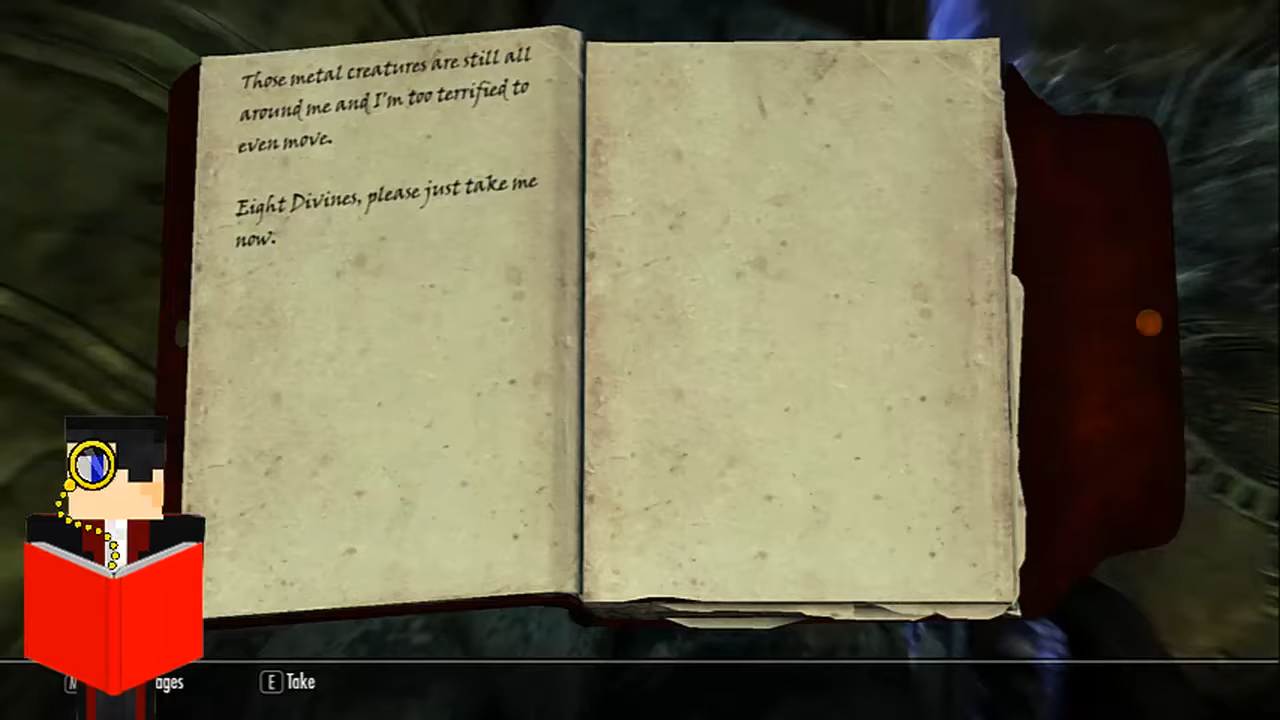 Those metal creatures are still all
around me and I'm too terrified to
even move.
Eight Divines, please just take me
now.
ages
E Take